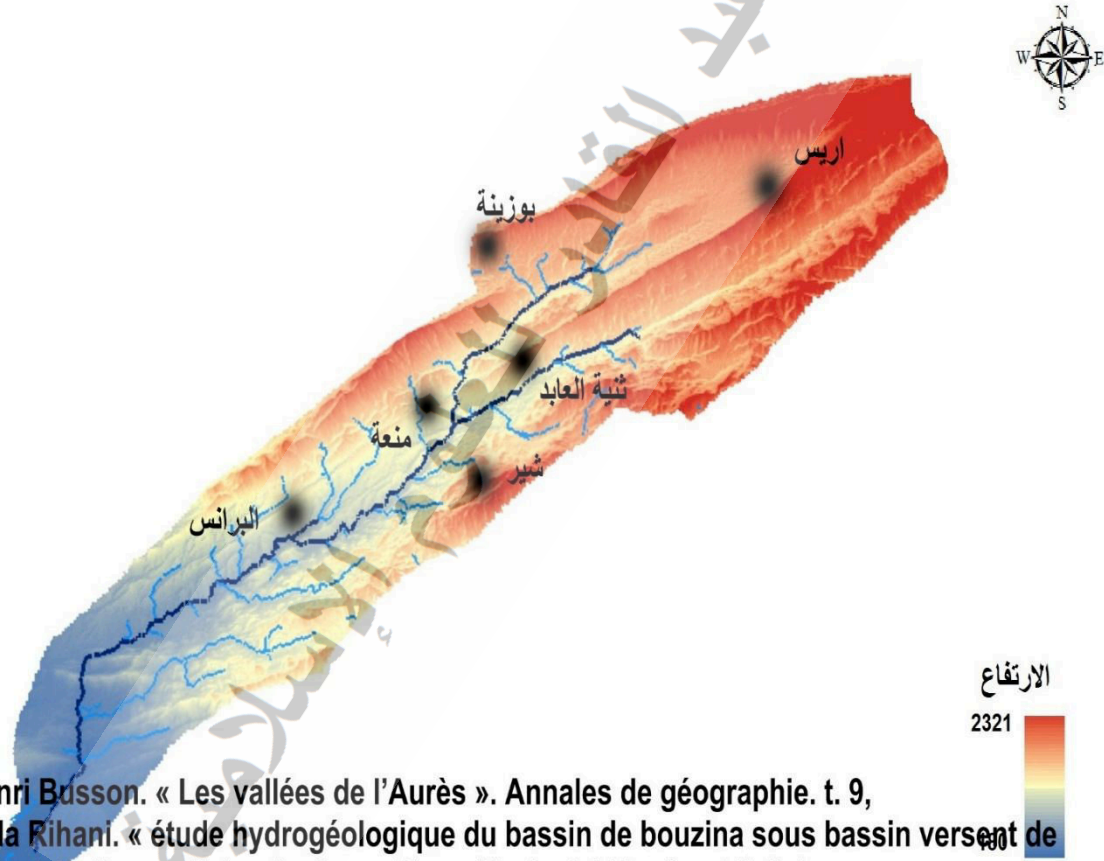 N
W E
S
اريس
بوزينة
ثنية العابد
منعة
شير
البرانس
الارتفاع
2321
nri Busson. « Les vallées de l’Aurès ». Annales de géographie. t. 9,
la Rihani. « étude hydrogéologique du bassin de bouzina sous bassin versent de